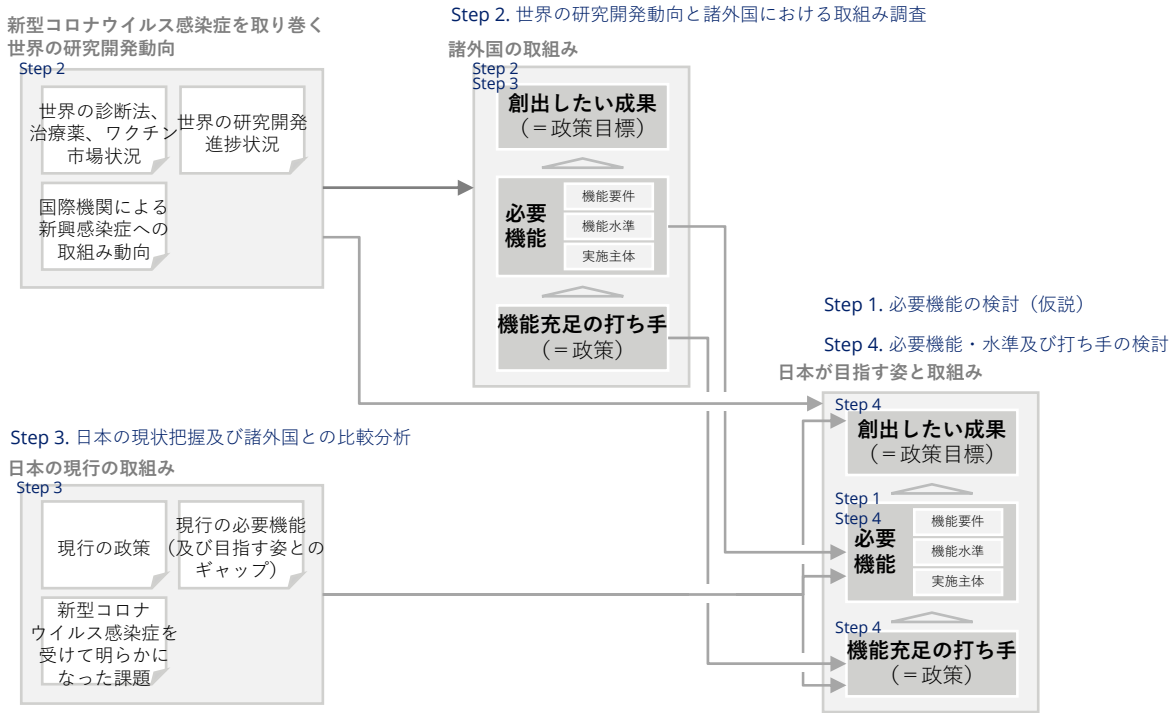 新型コロナウイルス感染症を取り巻く
世界の研究開発動向
Step 2
世界の診断法、
治療薬、ワクチン
市場状況
世界の研究開発
進捗状況
国際機関による
新興感染症への
取組み動向
Step 2. 世界の研究開発動向と諸外国における取組み調査
諸外国の取組み
Step 2
Step 3
創出したい成果
（＝政策目標）
必要
機能
機能要件
機能水準
実施主体
機能充足の打ち手
（＝政策）
Step 3. 日本の現状把握及び諸外国との比較分析
日本の現行の取組み
Step 3
現行の政策
現行の必要機能
（及び目指す姿との
ギャップ）
新型コロナ
ウイルス感染症を
受けて明らかに
なった課題
Step 1. 必要機能の検討（仮説）
Step 4. 必要機能・水準及び打ち手の検討
日本が目指す姿と取組み
Step 4
創出したい成果
（＝政策目標）
Step 1
Step 4
必要
機能
機能要件
機能水準
実施主体
Step 4
機能充足の打ち手
（＝政策）